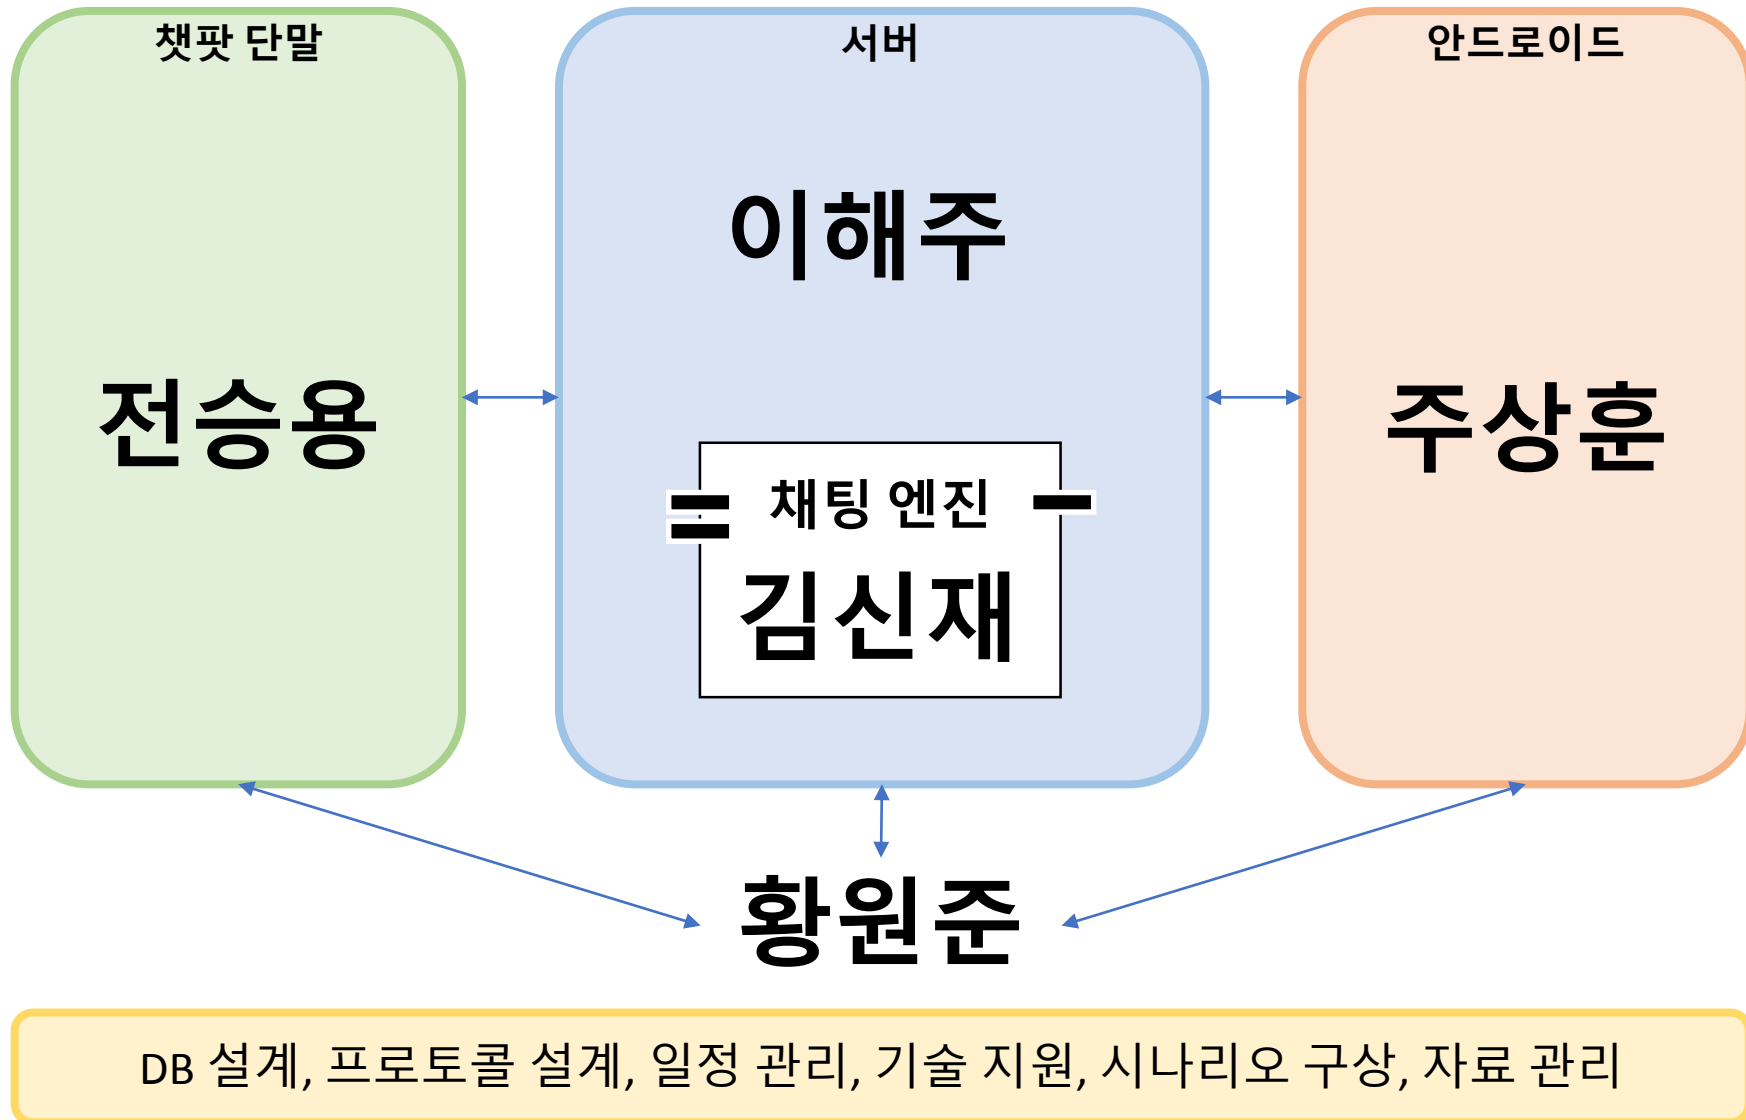 챗팟 단말
서버
안드로이드
이해주
전승용
주상훈
채팅 엔진
김신재
황원준
DB 설계, 프로토콜 설계, 일정 관리, 기술 지원, 시나리오 구상, 자료 관리